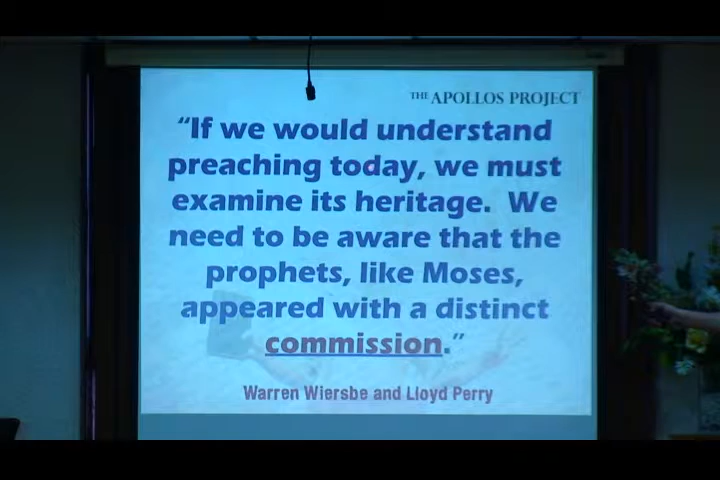 THE APOLLOS PROJECT
“If we would understand
preaching today, we must
examine its heritage.  We
need to be aware that the
prophets, like Moses,
appeared with a distinct
commission.”
Warren Wiersbe and Lloyd Perry